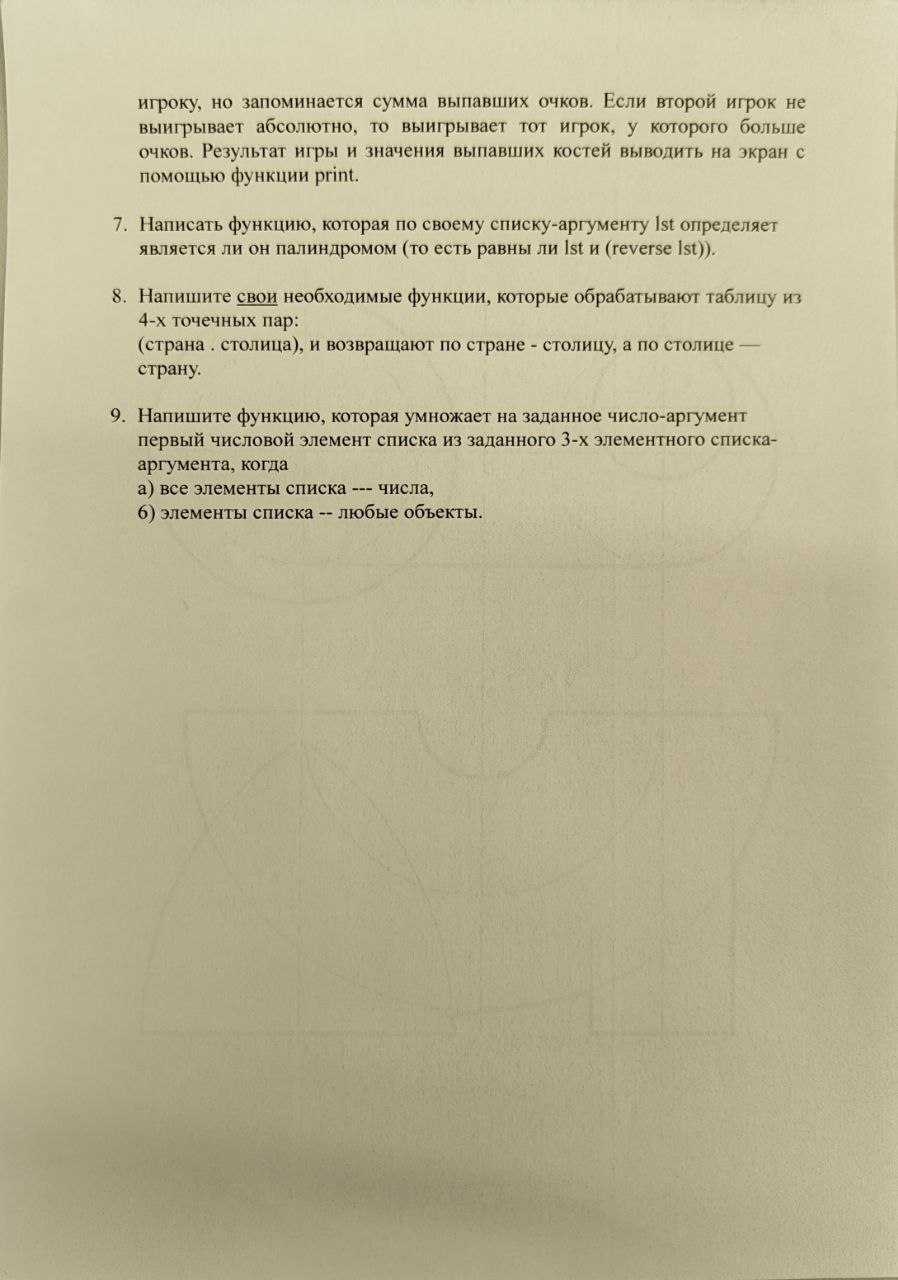 игроку, но запоминается сумма выпавших очков. Если второй игрок не
выигрывает абсолютно, то выигрывает тот игрок, у которого больше
очков. Результат игры и значения выпавших костей выводить на экран с
помощью функции print.
7. Написать функцию, которая по своему списку-аргументу lst определяет
является ли он палиндромом (то есть равны ли lst и (reverse lst)).
8. Напишите свои необходимые функции, которые обрабатывают таблицу из
4-х точечных пар:
(страна . столица), и возвращают по стране - столицу, а по столице —
страну.
9. Напишите функцию, которая умножает на заданное число-аргумент
первый числовой элемент списка из заданного 3-х элементного списка-
аргумента, когда
а) все элементы списка --- числа,
б) элементы списка -- любые объекты.